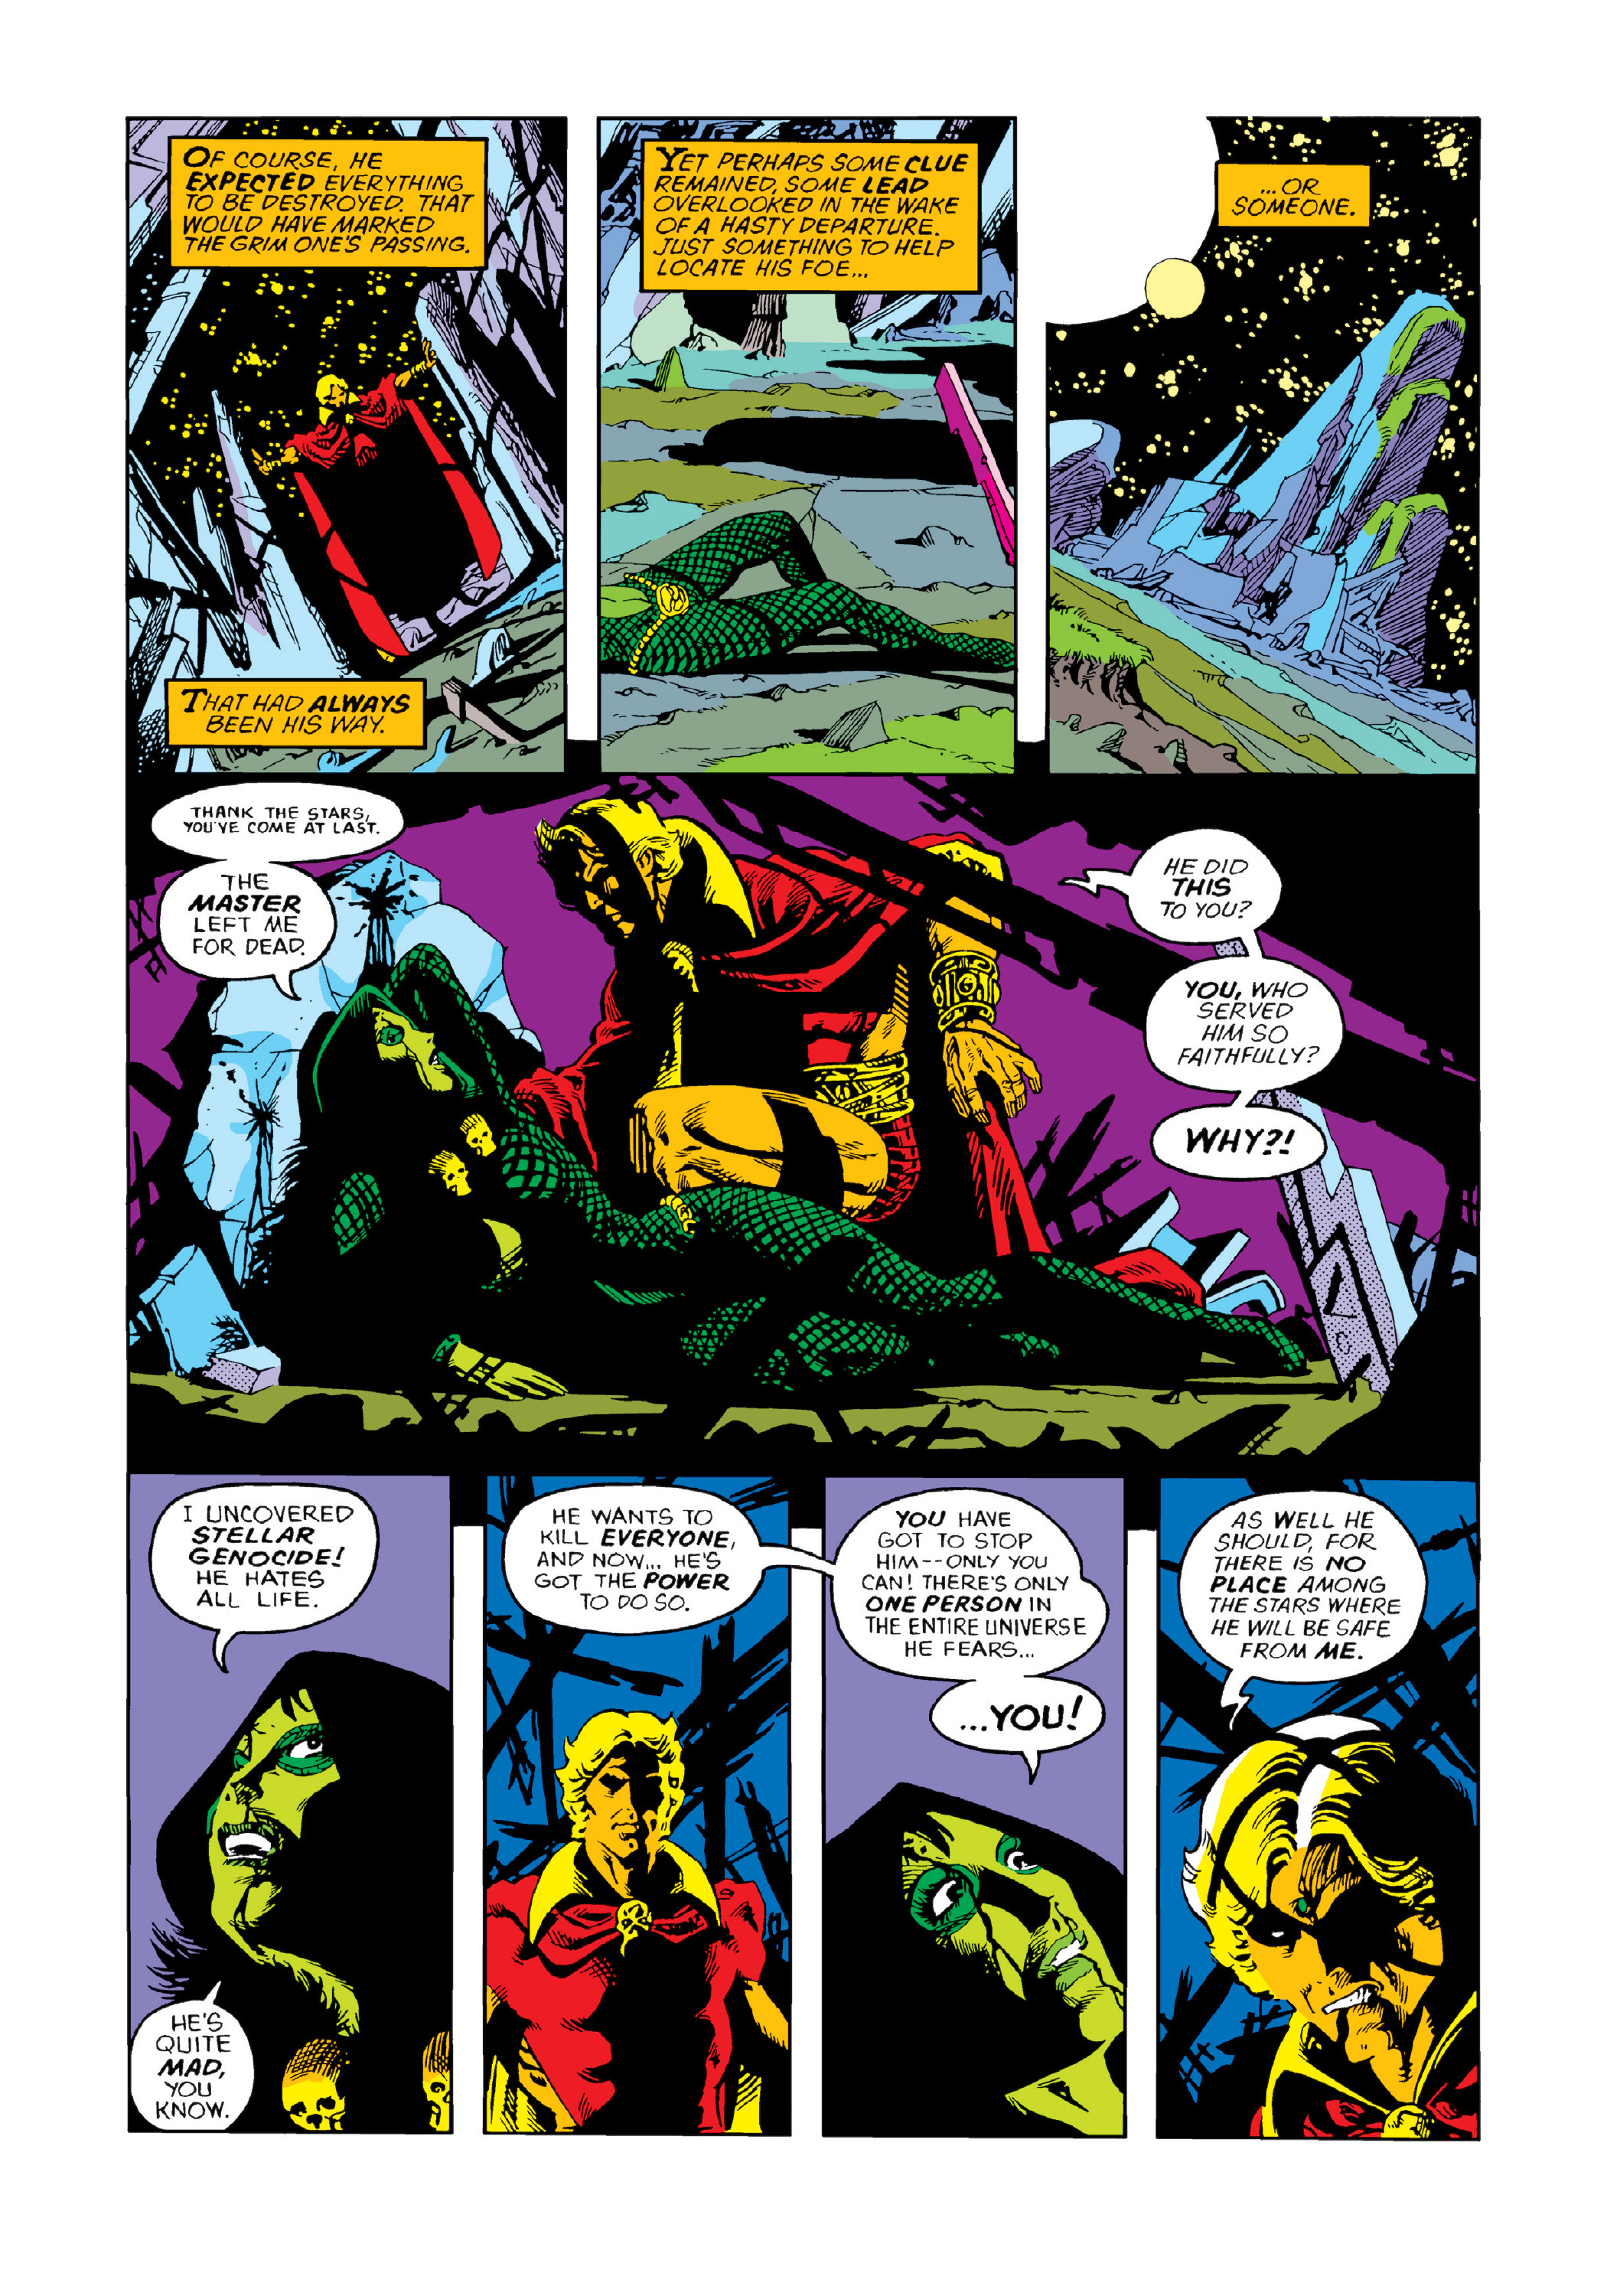 OF COURSE, HE
EXPECTED EVERYTHING
TO BE DESTROYED. THAT
WOULD HAVE MARKED
THE GRIM ONE'S PASSING.
THAT HAD ALWAYS
BEEN HIS WAY.
YET PERHAPS SOME CLUE
REMAINED, SOME LEAD
OVERLOOKED IN THE WAKE
OF A HASTY DEPARTURE.
JUST SOMETHING TO HELP
LOCATE HIS FOE...
...OR
SOMEONE.
THANK THE STARS,
YOU'VE COME AT LAST.
THE
MASTER
LEFT ME
FOR DEAD.
HE DID
THIS
TO YOU?
YOU, WHO
SERVED
HIM SO
FAITHFULLY?
WHY?!
I UNCOVERED
STELLAR
GENOCIDE!
HE HATES
ALL LIFE.
HE'S
QUITE
MAD,
YOU
KNOW.
HE WANTS TO
KILL EVERYONE,
AND NOW... HE'S
GOT THE POWER
TO DO SO.
YOU HAVE
GOT TO STOP
HIM--ONLY YOU
CAN! THERE'S ONLY
ONE PERSON IN
THE ENTIRE UNIVERSE
HE FEARS...
...YOU!
AS WELL HE
SHOULD, FOR
THERE IS NO
PLACE AMONG
THE STARS WHERE
HE WILL BE SAFE
FROM ME.